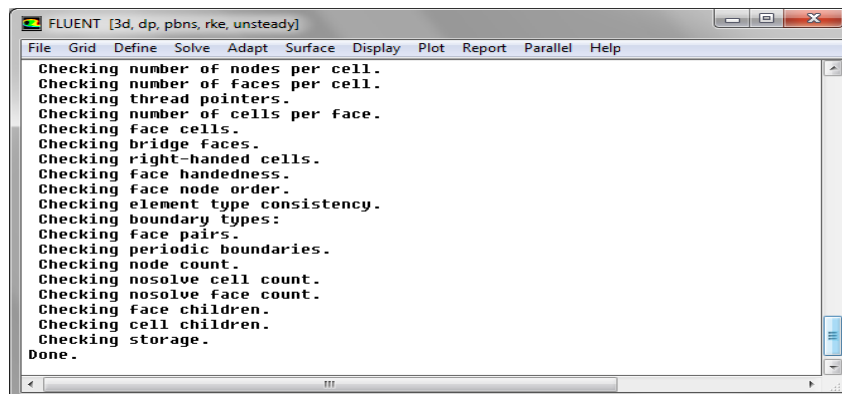 FLUENT [3d, dp, pbns, rke, unsteady]
File Grid Define Solve Adapt Surface Display Plot Report Parallel Help
Checking number of nodes per cell.
Checking number of faces per cell.
Checking thread pointers.
Checking number of cells per face.
Checking face cells.
Checking bridge faces.
Checking right-handed cells.
Checking face handedness.
Checking face node order.
Checking element type consistency.
Checking boundary types:
Checking face pairs.
Checking periodic boundaries.
Checking node count.
Checking nosolve cell count.
Checking nosolve face count.
Checking face children.
Checking cell children.
Checking storage.
Done.